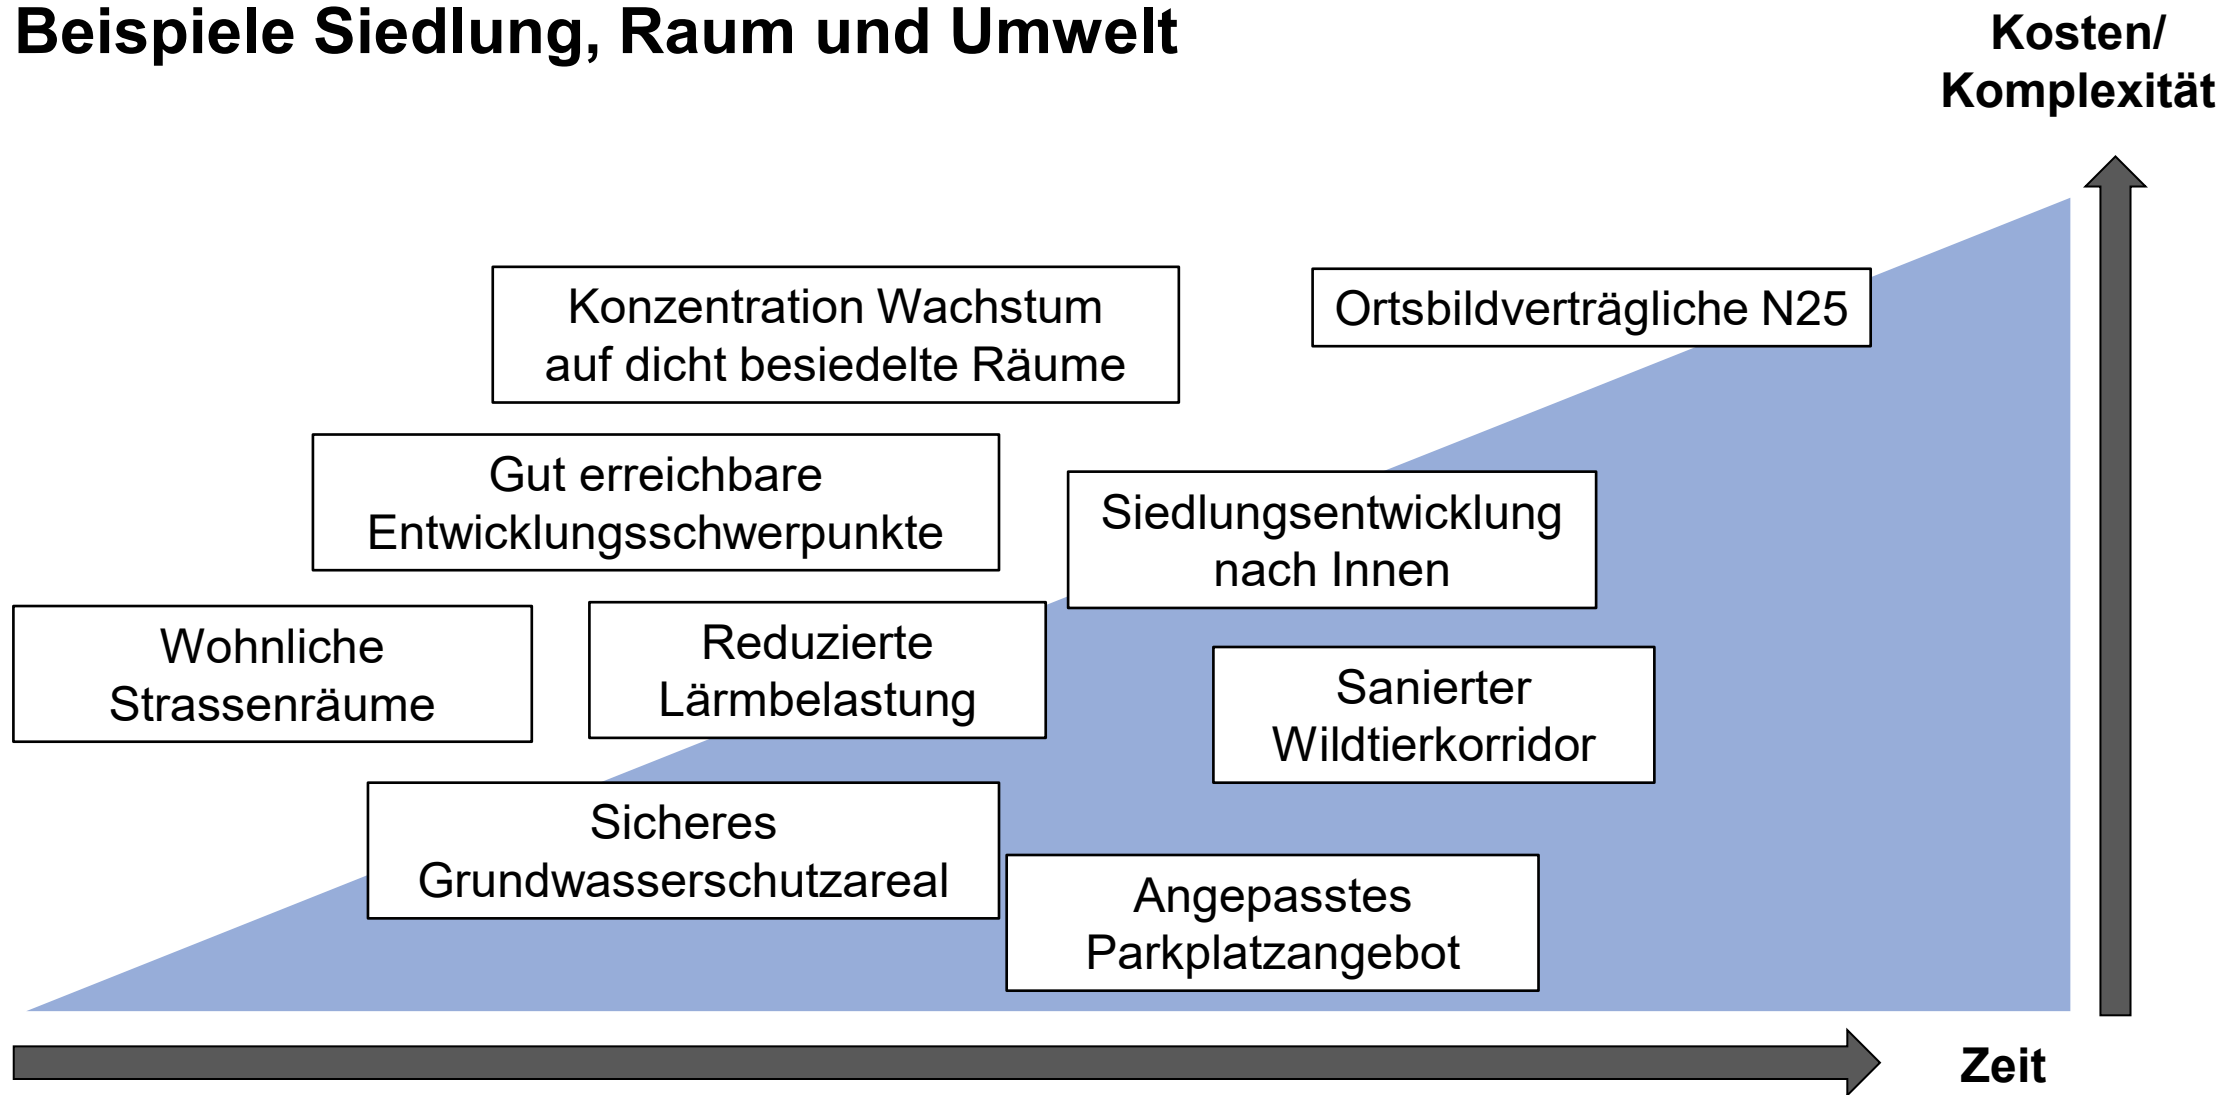 Beispiele Siedlung, Raum und Umwelt
Kosten/
Komplexität
Konzentration Wachstum
auf dicht besiedelte Räume
Ortsbildverträgliche N25
Gut erreichbare
Entwicklungsschwerpunkte
Siedlungsentwicklung
nach Innen
Wohnliche
Strassenräume
Reduzierte
Lärmbelastung
Sanierter
Wildtierkorridor
Sicheres
Grundwasserschutzareal
Angepasstes
Parkplatzangebot
Zeit